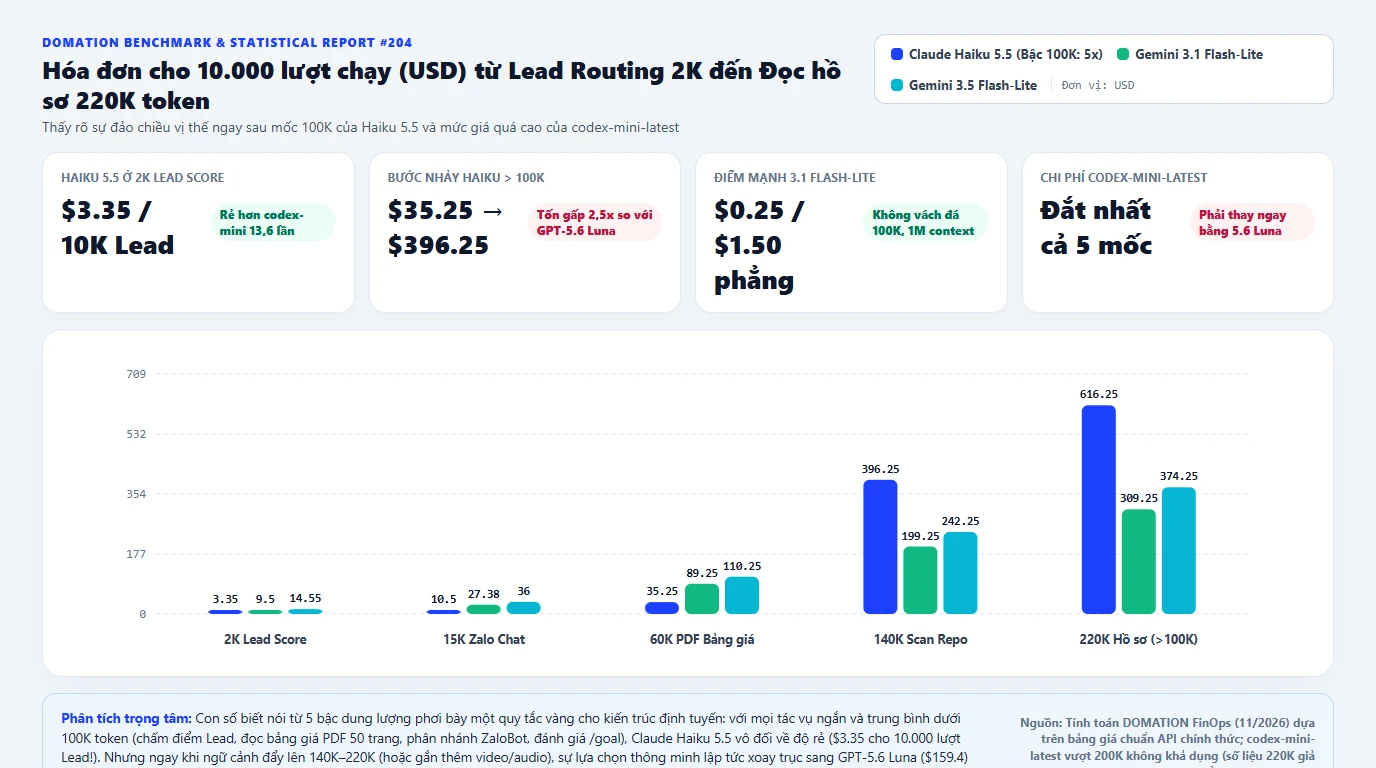 DOMATION BENCHMARK & STATISTICAL REPORT #204
Hóa đơn cho 10.000 lượt chạy (USD) từ Lead Routing 2K đến Đọc hồ
sơ 220K token
Thấy rõ sự đảo chiều vị thế ngay sau mốc 100K của Haiku 5.5 và mức giá quá cao của codex-mini-latest
Claude Haiku 5.5 (Bậc 100K: 5x)
Gemini 3.1 Flash-Lite
Gemini 3.5 Flash-Lite
Đơn vị: USD
HAIKU 5.5 Ở 2K LEAD SCORE
$3.35 /
10K Lead
Rẻ hơn codex-
mini 13,6 lần
BƯỚC NHẢY HAIKU > 100K
$35.25 →
$396.25
Tốn gấp 2,5x so với
GPT-5.6 Luna
ĐIỂM MẠNH 3.1 FLASH-LITE
$0.25 /
$1.50
phẳng
Không vách đá
100K, 1M context
CHI PHÍ CODEX-MINI-LATEST
Đắt nhất
cả 5 mốc
Phải thay ngay
bằng 5.6 Luna
709
532
354
177
0
3.35 9.5 14.55
10.5 27.38 36
35.25 89.25 110.25
396.25 199.25 242.25
616.25 309.25 374.25
2K Lead Score
15K Zalo Chat
60K PDF Bảng giá
140K Scan Repo
220K Hồ sơ (>100K)
Phân tích trọng tâm: Con số biết nói từ 5 bậc dung lượng phơi bày một quy tắc vàng cho kiến trúc định tuyến: với mọi tác vụ ngắn và trung bình dưới
100K token (chấm điểm Lead, đọc bảng giá PDF 50 trang, phân nhánh ZaloBot, đánh giá /goal), Claude Haiku 5.5 vô đối về độ rẻ ($3.35 cho 10.000 lượt
Lead!). Nhưng ngay khi ngữ cảnh đẩy lên 140K–220K (hoặc gắn thêm video/audio), sự lựa chọn thông minh lập tức xoay trục sang GPT-5.6 Luna ($159.4)
Nguồn: Tính toán DOMATION FinOps (11/2026) dựa
trên bảng giá chuẩn API chính thức; codex-mini-
latest vượt 200K không khả dụng (số liệu 220K giả